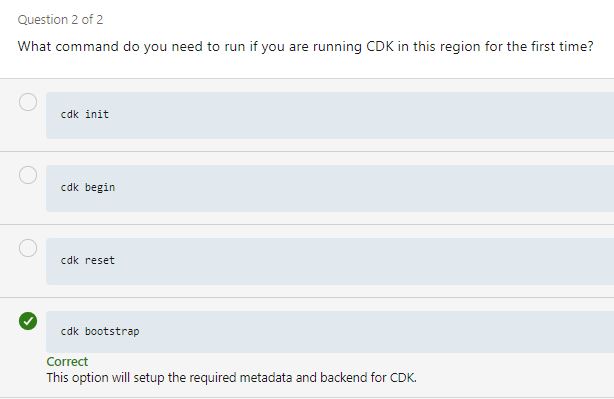 Question 2 of 2
What command do you need to run if you are running CDK in this region for the first time?
cdk init
cdk begin
cdk reset
cdk bootstrap
Correct
This option will setup the required metadata and backend for CDK.